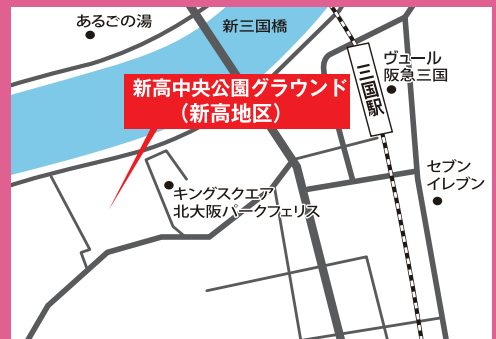 あるごの湯
新三国橋
ヴュール
阪急三国
三国駅
新高中央公園グラウンド
（新高地区）
セブン
イレブン
キングスクエア
北大阪パークフェリス